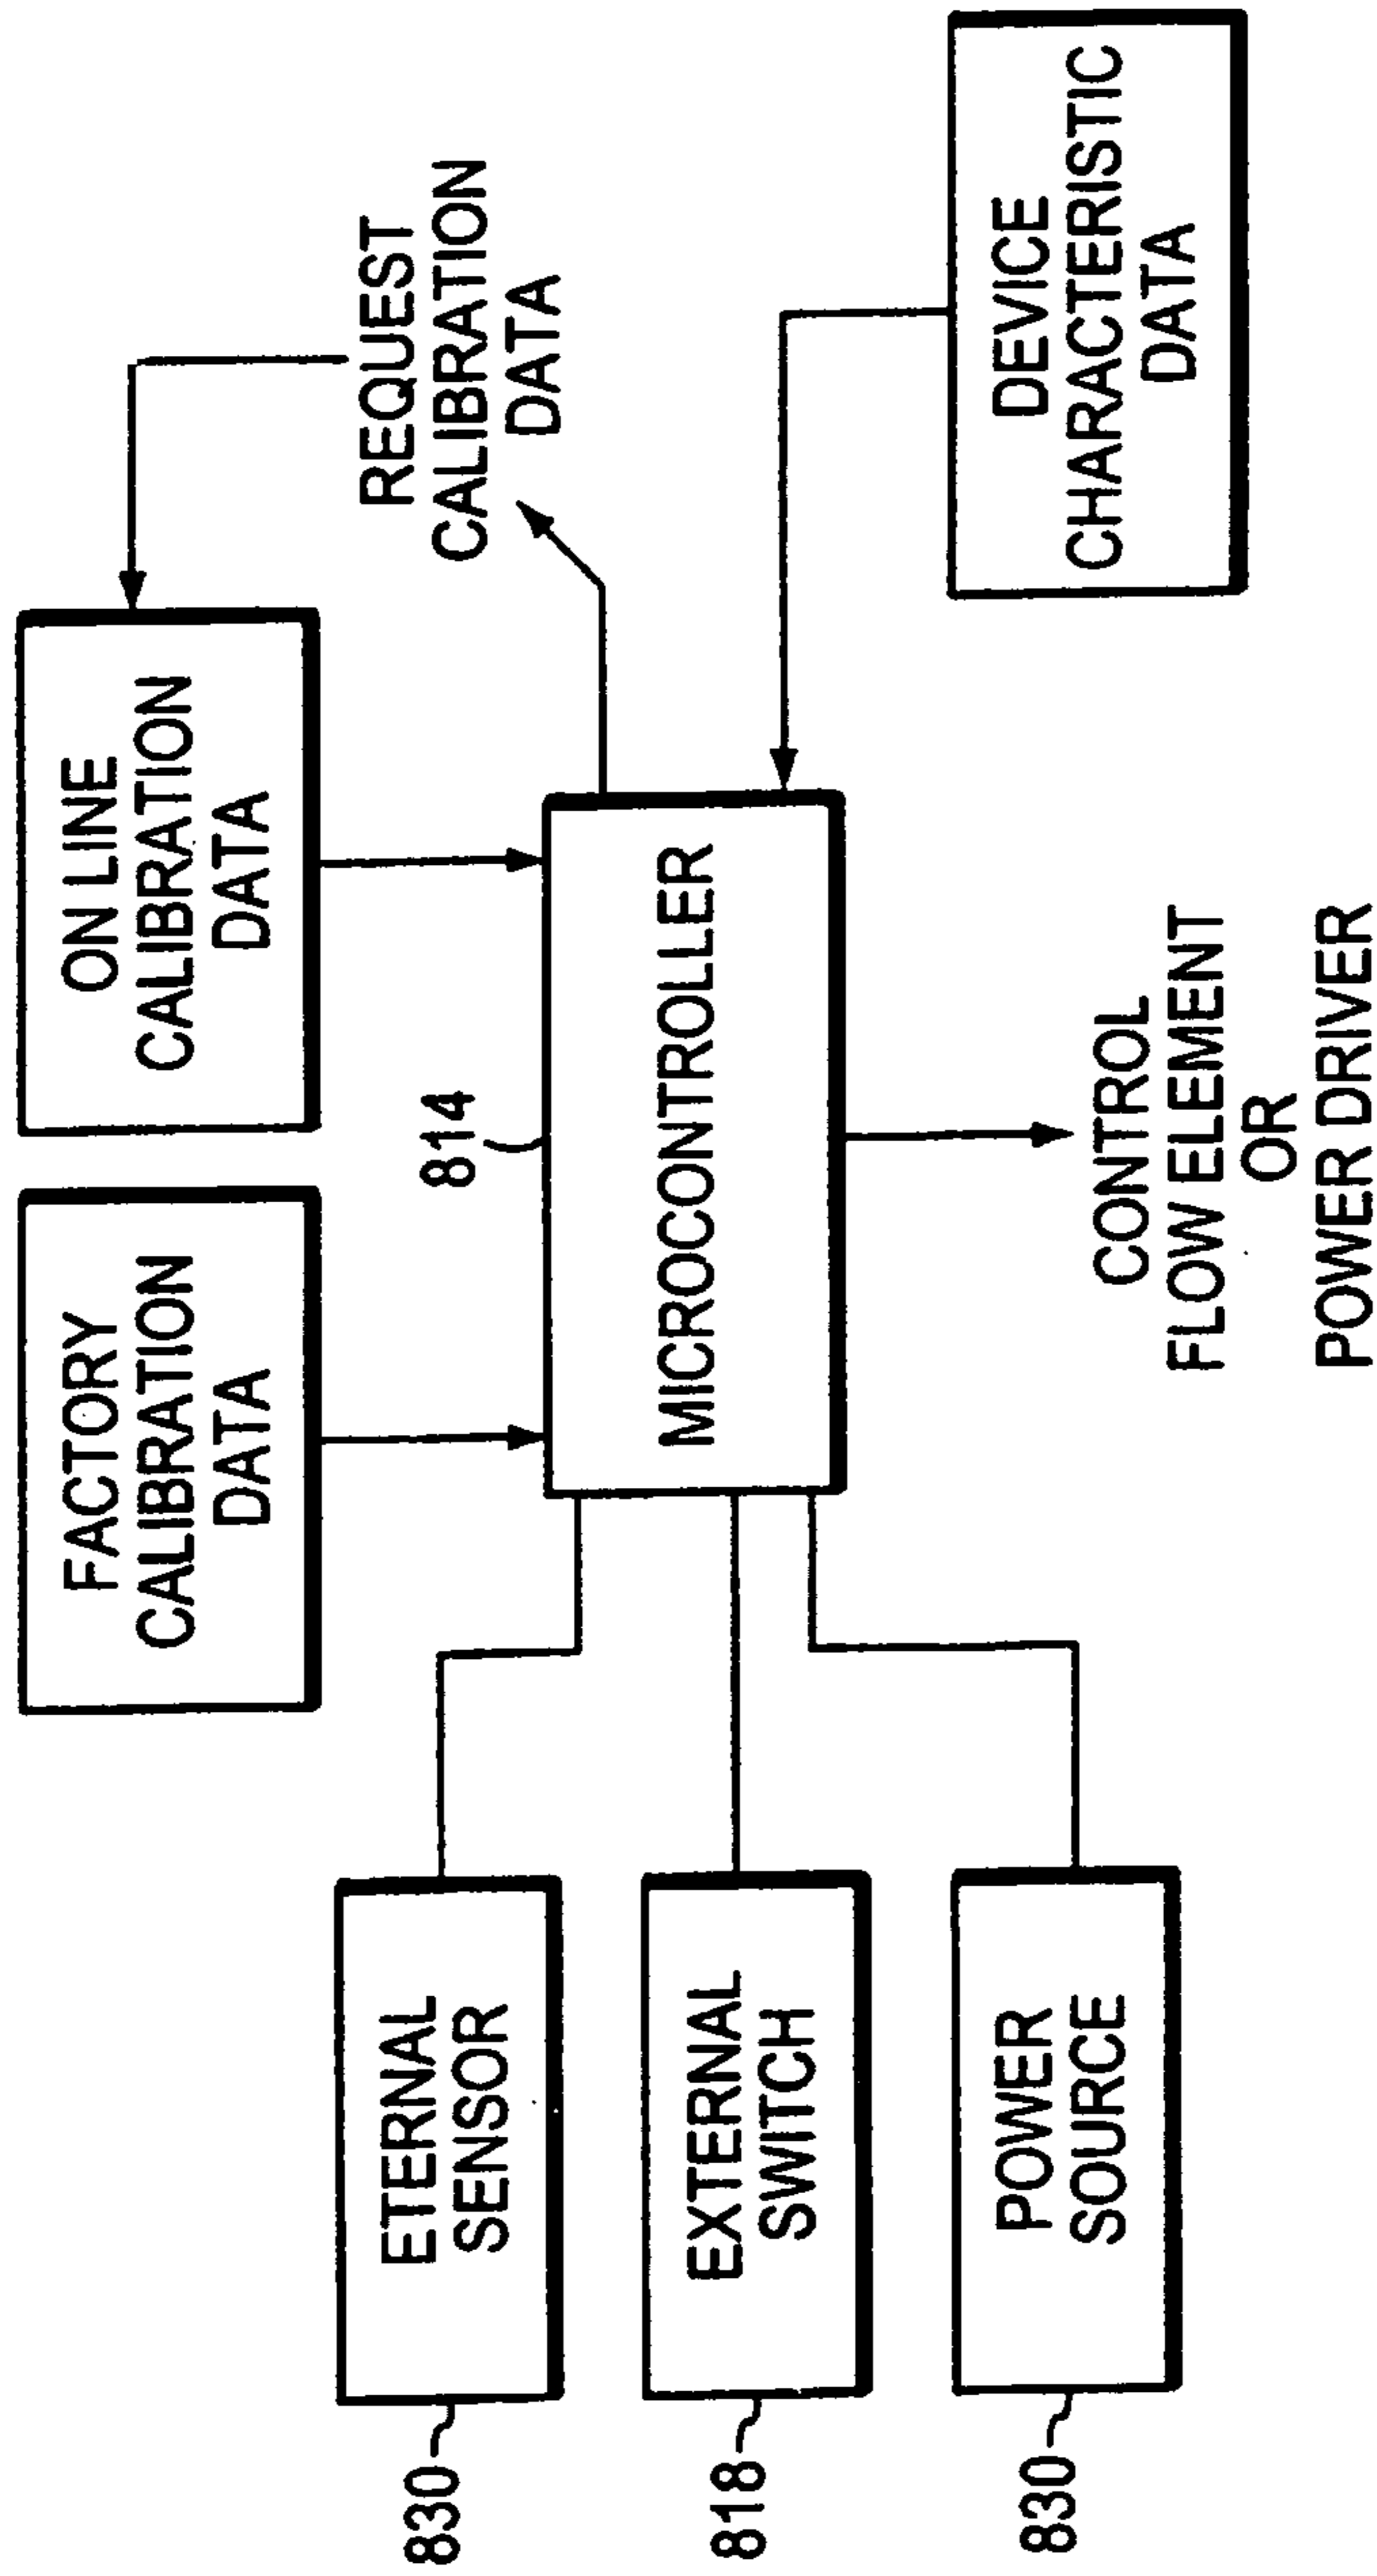 FACTORY
CALIBRATION
DATA
ON LINE
CALIBRATION
DATA
REQUEST
CALIBRATION
DATA
830
ETERNAL
SENSOR
814
818
EXTERNAL
SWITCH
MICROCONTROLLER
830
POWER
SOURCE
DEVICE
CHARACTERISTIC
DATA
CONTROL
FLOW ELEMENT
OR
POWER DRIVER